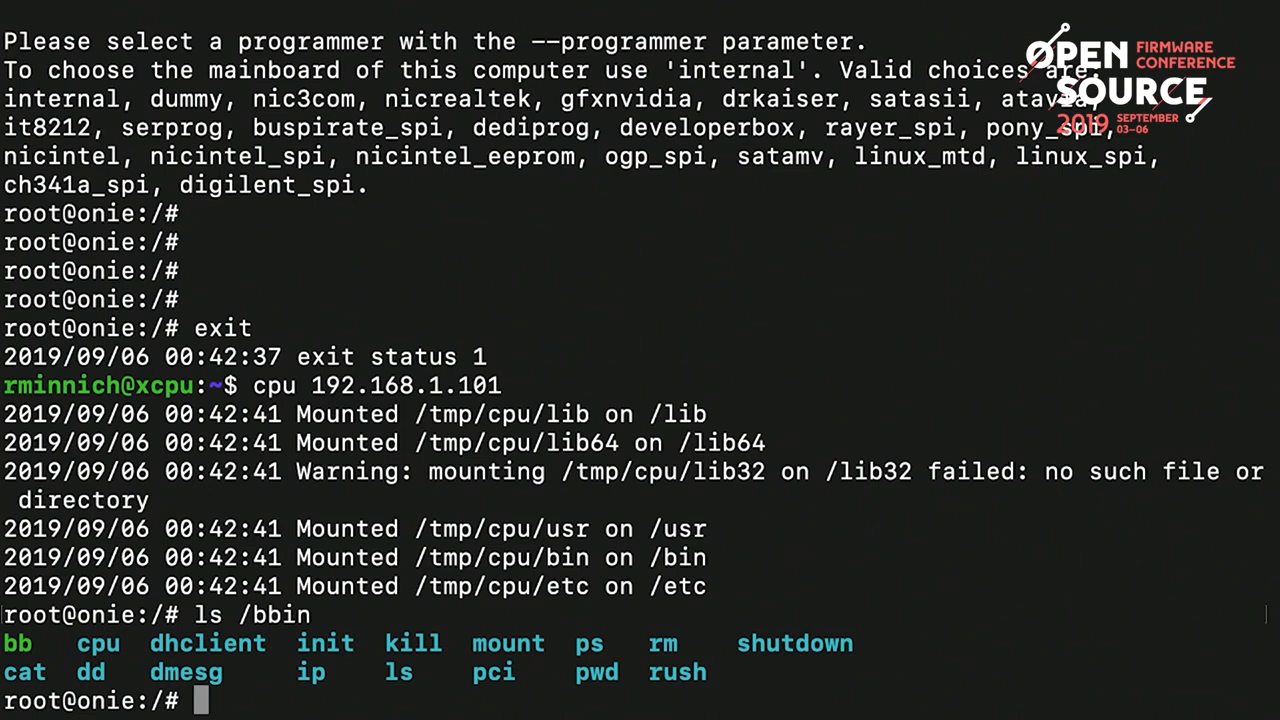 Please select a programmer with the --programmer parameter.
To choose the mainboard of this computer use 'internal'. Valid choices are:
internal, dummy, nic3com, nicrealtek, gfxnvidia, drkaiser, satasii, atavia,
it8212, serprog, buspirate_spi, dediprog, developerbox, rayer_spi, pony_spi,
nicintel, nicintel_spi, nicintel_eeprom, ogp_spi, satamv, linux_mtd, linux_spi,
ch341a_spi, digilent_spi.
root@onie:/#
root@onie:/#
root@onie:/#
root@onie:/#
root@onie:/# exit
2019/09/06 00:42:37 exit status 1
rminnich@xcpu:~$ cpu 192.168.1.101
2019/09/06 00:42:41 Mounted /tmp/cpu/lib on /lib
2019/09/06 00:42:41 Mounted /tmp/cpu/lib64 on /lib64
2019/09/06 00:42:41 Warning: mounting /tmp/cpu/lib32 on /lib32 failed: no such file or
 directory
2019/09/06 00:42:41 Mounted /tmp/cpu/usr on /usr
2019/09/06 00:42:41 Mounted /tmp/cpu/bin on /bin
2019/09/06 00:42:41 Mounted /tmp/cpu/etc on /etc
root@onie:/# ls /bbin
bb   cpu  dhclient  init  kill  mount  ps   rm    shutdown
cat  dd   dmesg     ip    ls    pci    pwd  rush
root@onie:/#
OPEN FIRMWARE CONFERENCE
SOURCE
2019 SEPTEMBER 03–06